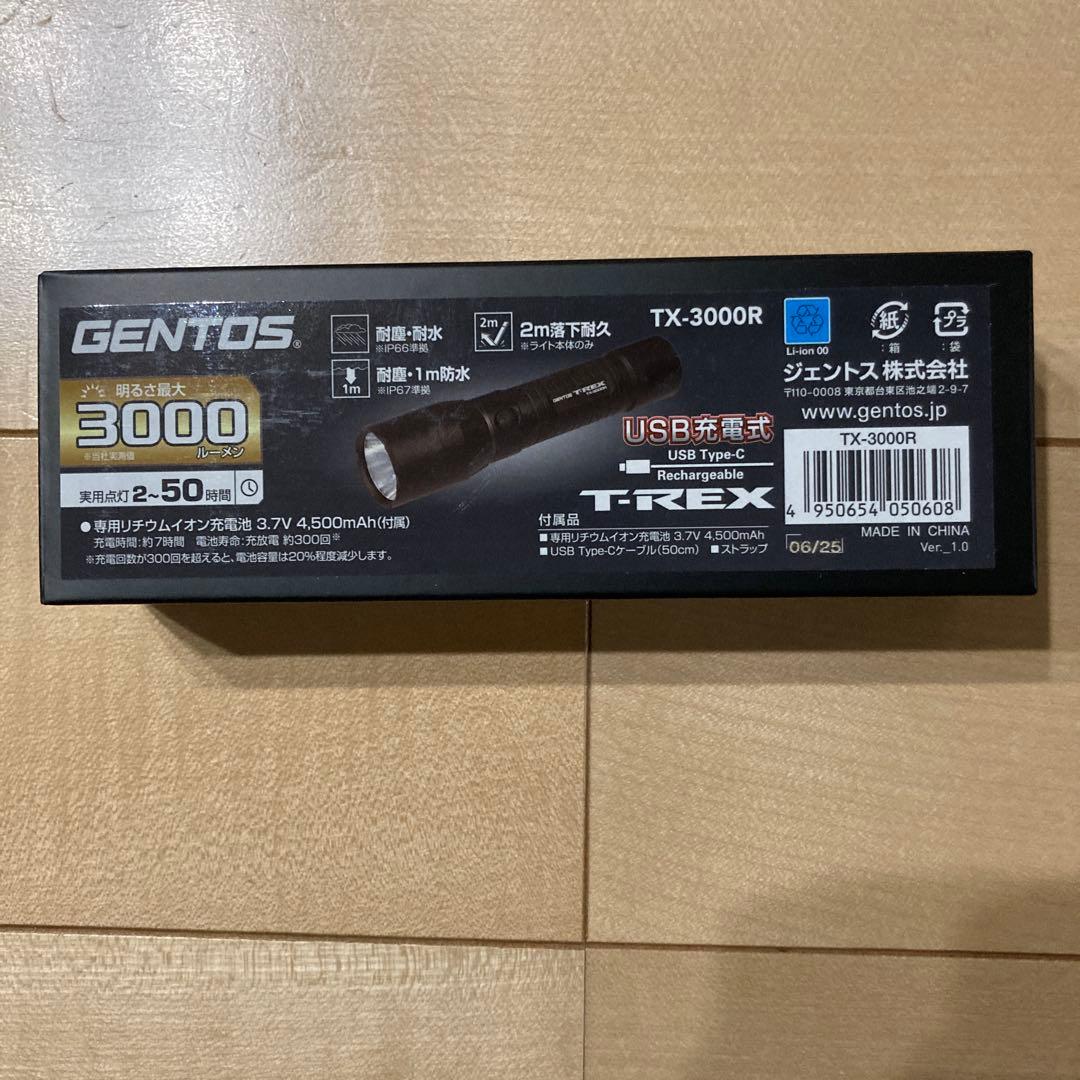 GENTOS®
耐塵・耐水
※IP66準拠
2m
2m落下耐久
※ライト本体のみ
1m
耐塵・1m防水
※IP67準拠
明るさ最大
3000
ルーメン
※当社実測値
実用点灯2~50時間
●専用リチウムイオン充電池 3.7V 4,500mAh(付属)
充電時間:約7時間 電池寿命:充放電 約300回※
※充電回数が300回を超えると、電池容量は20%程度減少します。
GENTOS T-REX
TX-3000R
USB充電式
USB Type-C
Rechargeable
T-REX
付属品
■専用リチウムイオン充電池 3.7V 4,500mAh
■USB Type-Cケーブル(50cm) ■ストラップ
Li-ion 00
紙
:箱
プラ
:袋
ジェントス株式会社
〒110-0008 東京都台東区池之端2-9-7
www.gentos.jp
TX-3000R
4 950654 050608
MADE IN CHINA
06/25
Ver._1.0